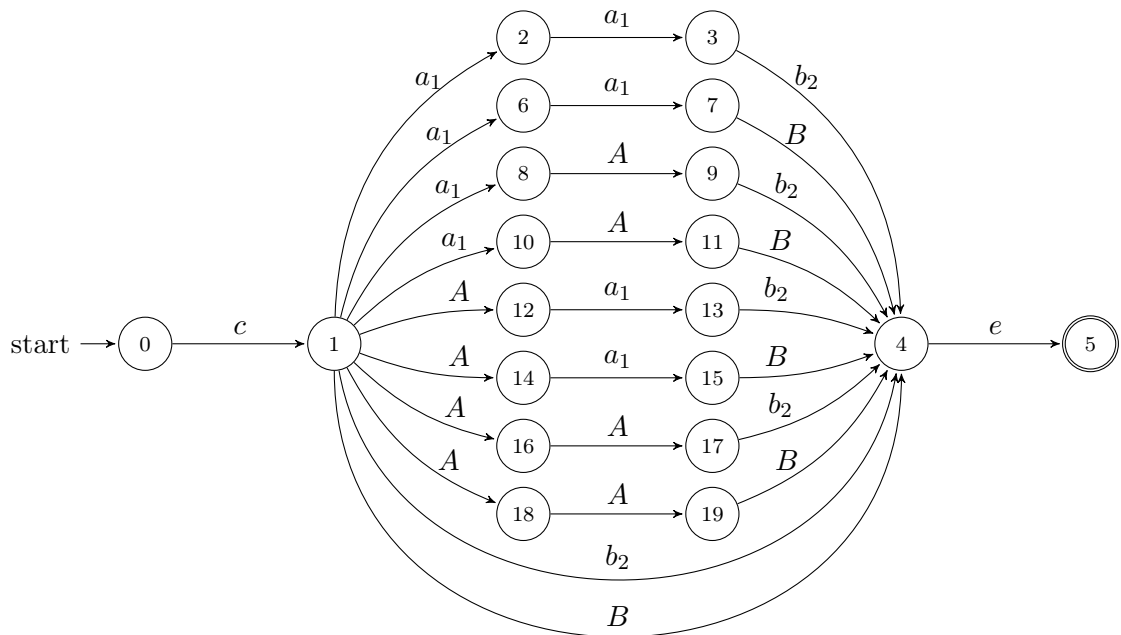 2 a₁ 3
a₁ b₂
6 a₁ 7
a₁ B
8 A 9
a₁ b₂
10 A 11
a₁ B
12 a₁ 13
A b₂
start 0 c 1 4 e 5
14 a₁ 15
A B
16 A 17
A b₂
18 A 19
A B
b₂
B